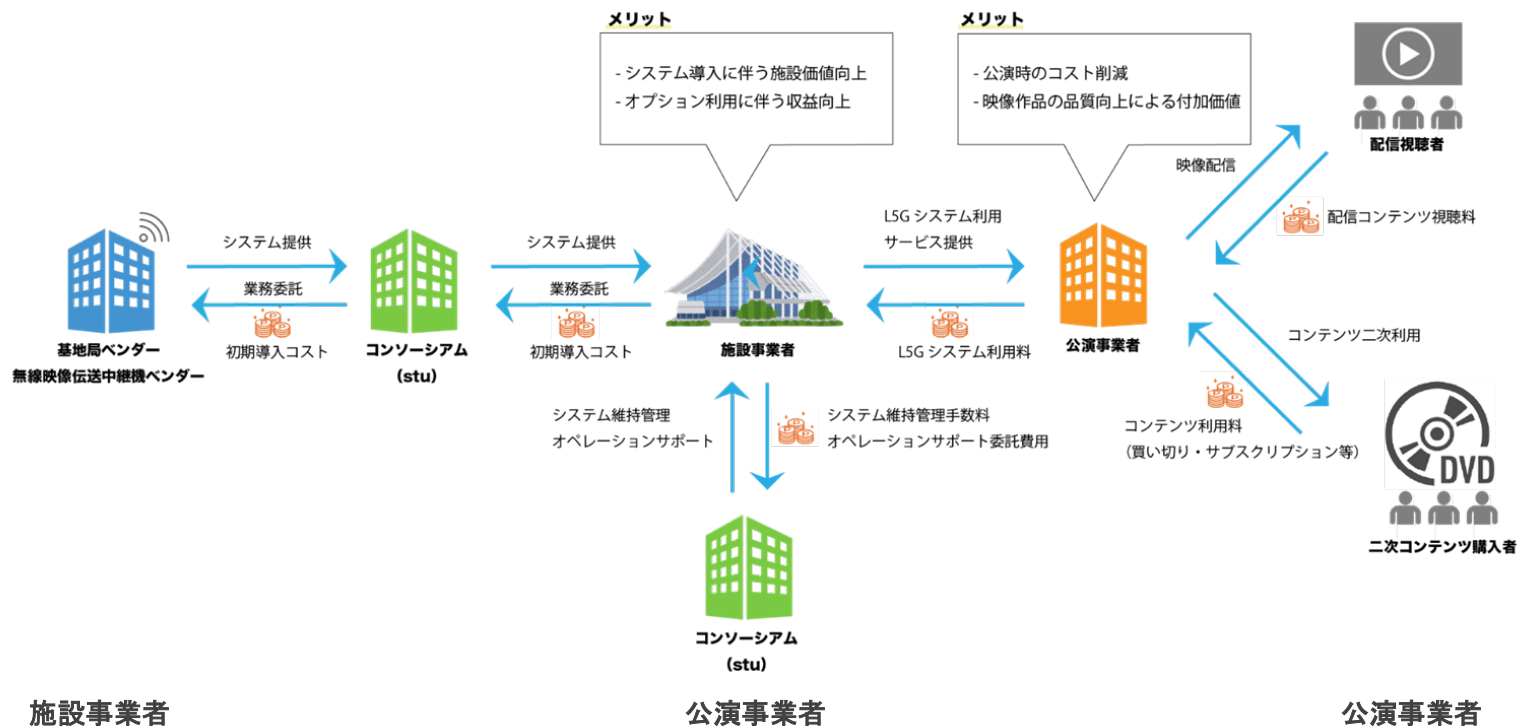 メリット
- システム導入に伴う施設価値向上
- オプション利用に伴う収益向上
メリット
- 公演時のコスト削減
- 映像作品の品質向上による付加価値
配信視聴者
映像配信
配信コンテンツ視聴料
システム提供
業務委託
初期導入コスト
基地局ベンダー
無線映像伝送中継機ベンダー
コンソーシアム
(stu)
システム提供
業務委託
初期導入コスト
施設事業者
L5G システム利用
サービス提供
L5G システム利用料
公演事業者
コンテンツ二次利用
コンテンツ利用料
(買い切り・サブスクリプション等)
DVD
二次コンテンツ購入者
システム維持管理
オペレーションサポート
システム維持管理手数料
オペレーションサポート委託費用
コンソーシアム
(stu)
施設事業者
公演事業者
公演事業者